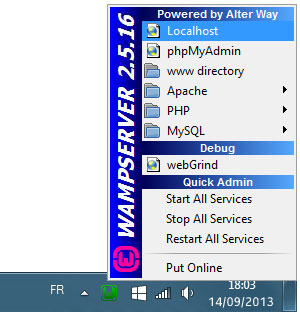 WAMPSERVER 2.5.16
Powered by Alter Way
Localhost
phpMyAdmin
www directory
Apache
PHP
MySQL
Debug
webGrind
Quick Admin
Start All Services
Stop All Services
Restart All Services
Put Online
FR
18:03
14/09/2013